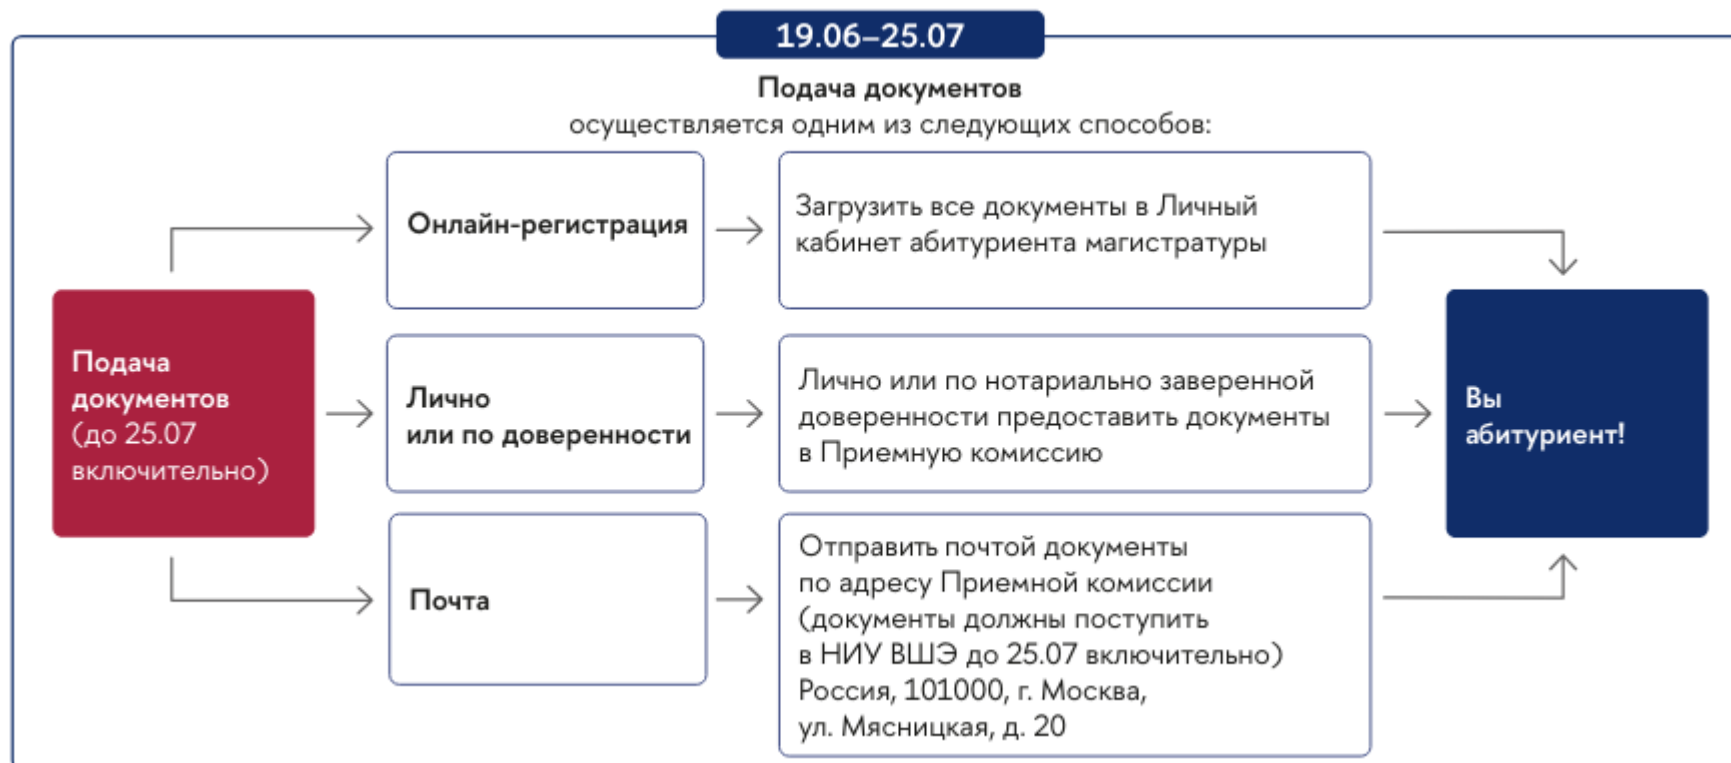 19.06–25.07
Подача документов
осуществляется одним из следующих способов:
Подача
документов
(до 25.07
включительно)
Онлайн-регистрация
Загрузить все документы в Личный
кабинет абитуриента магистратуры
Лично
или по доверенности
Лично или по нотариально заверенной
доверенности предоставить документы
в Приемную комиссию
Почта
Отправить почтой документы
по адресу Приемной комиссии
(документы должны поступить
в НИУ ВШЭ до 25.07 включительно)
Россия, 101000, г. Москва,
ул. Мясницкая, д. 20
Вы
абитуриент!